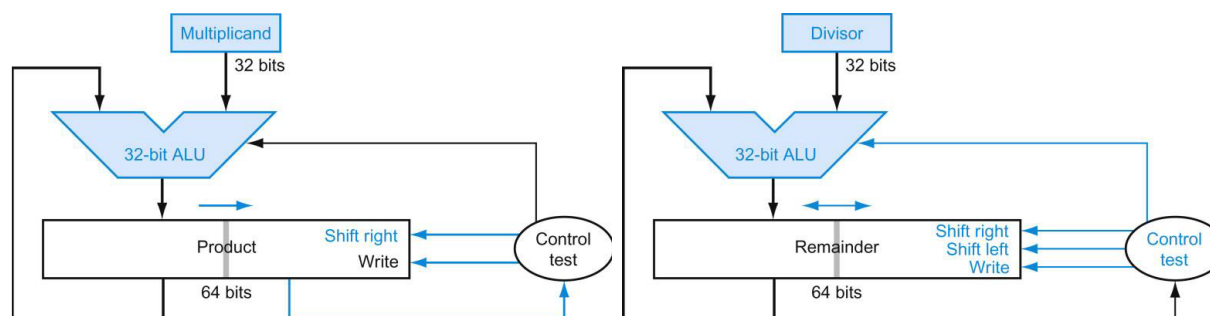 Multiplicand
32 bits
32-bit ALU
Product
Shift right
Write
Control
test
64 bits
Divisor
32 bits
32-bit ALU
Remainder
Shift right
Shift left
Write
Control
test
64 bits